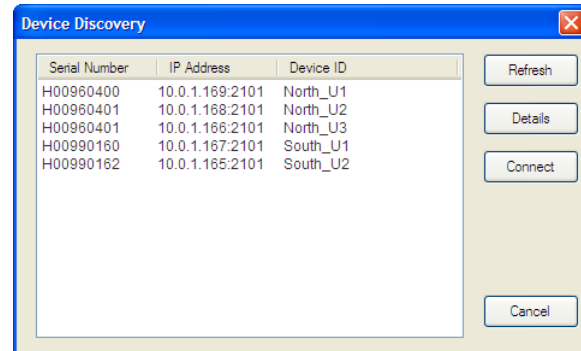 Device Discovery
Serial Number IP Address Device ID
H00960400 10.0.1.169:2101 North_U1
H00960401 10.0.1.168:2101 North_U2
H00960401 10.0.1.166:2101 North_U3
H00990160 10.0.1.167:2101 South_U1
H00990162 10.0.1.165:2101 South_U2
Refresh
Details
Connect
Cancel